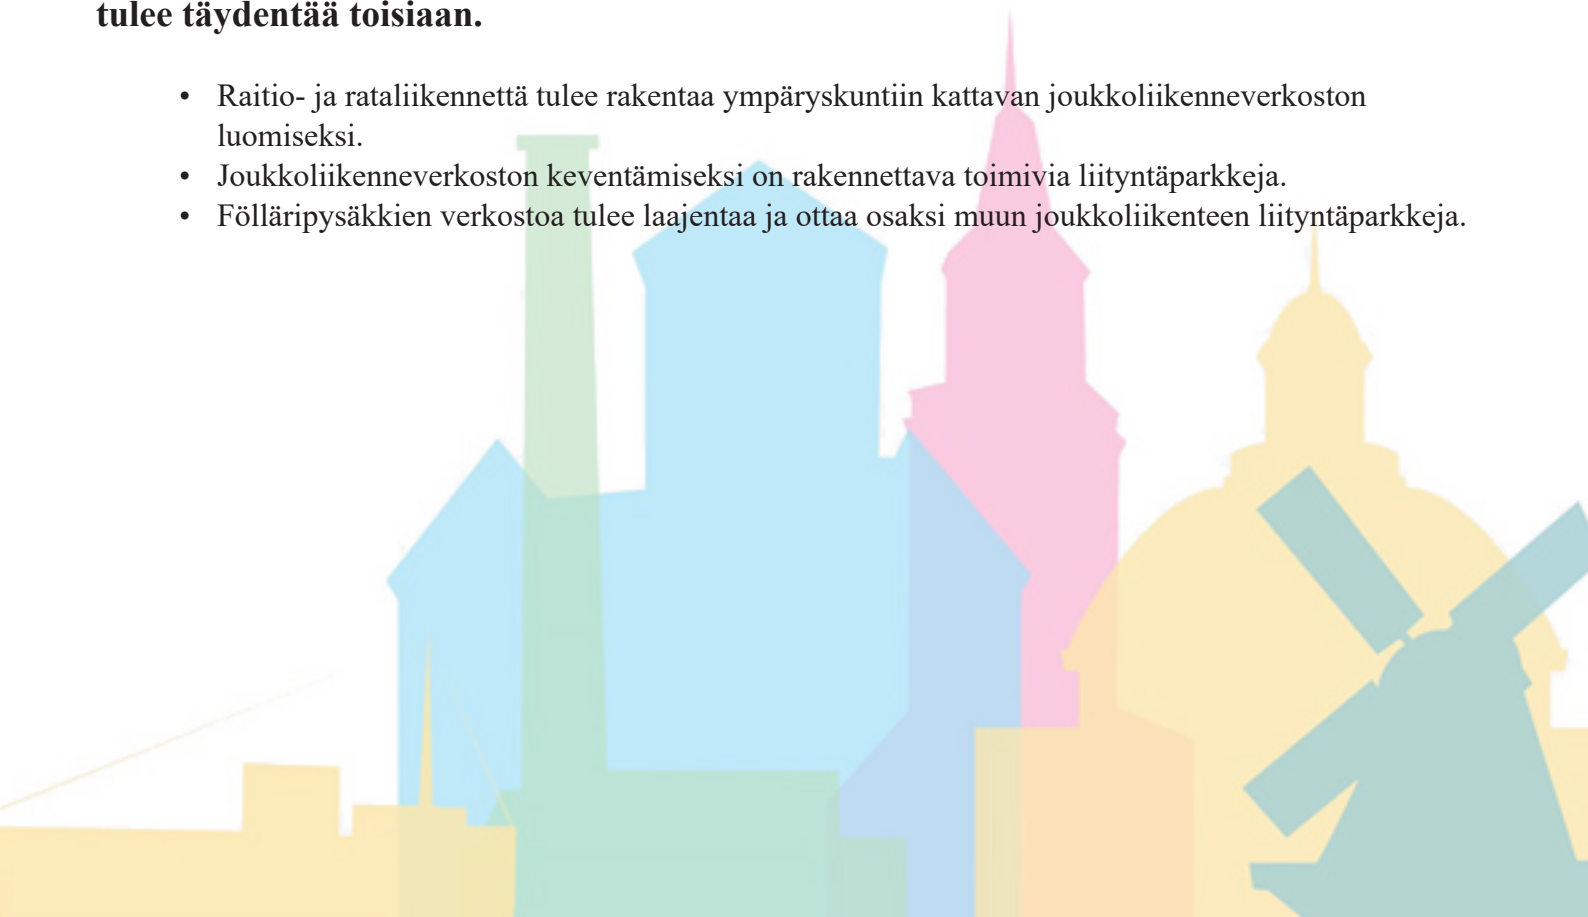 tulee täydentää toisiaan.
• Raitio- ja rataliikennettä tulee rakentaa ympäryskuntiin kattavan joukkoliikenneverkoston
luomiseksi.
• Joukkoliikenneverkoston keventämiseksi on rakennettava toimivia liityntäparkkeja.
• Fölläripysäkkien verkostoa tulee laajentaa ja ottaa osaksi muun joukkoliikenteen liityntäparkkeja.